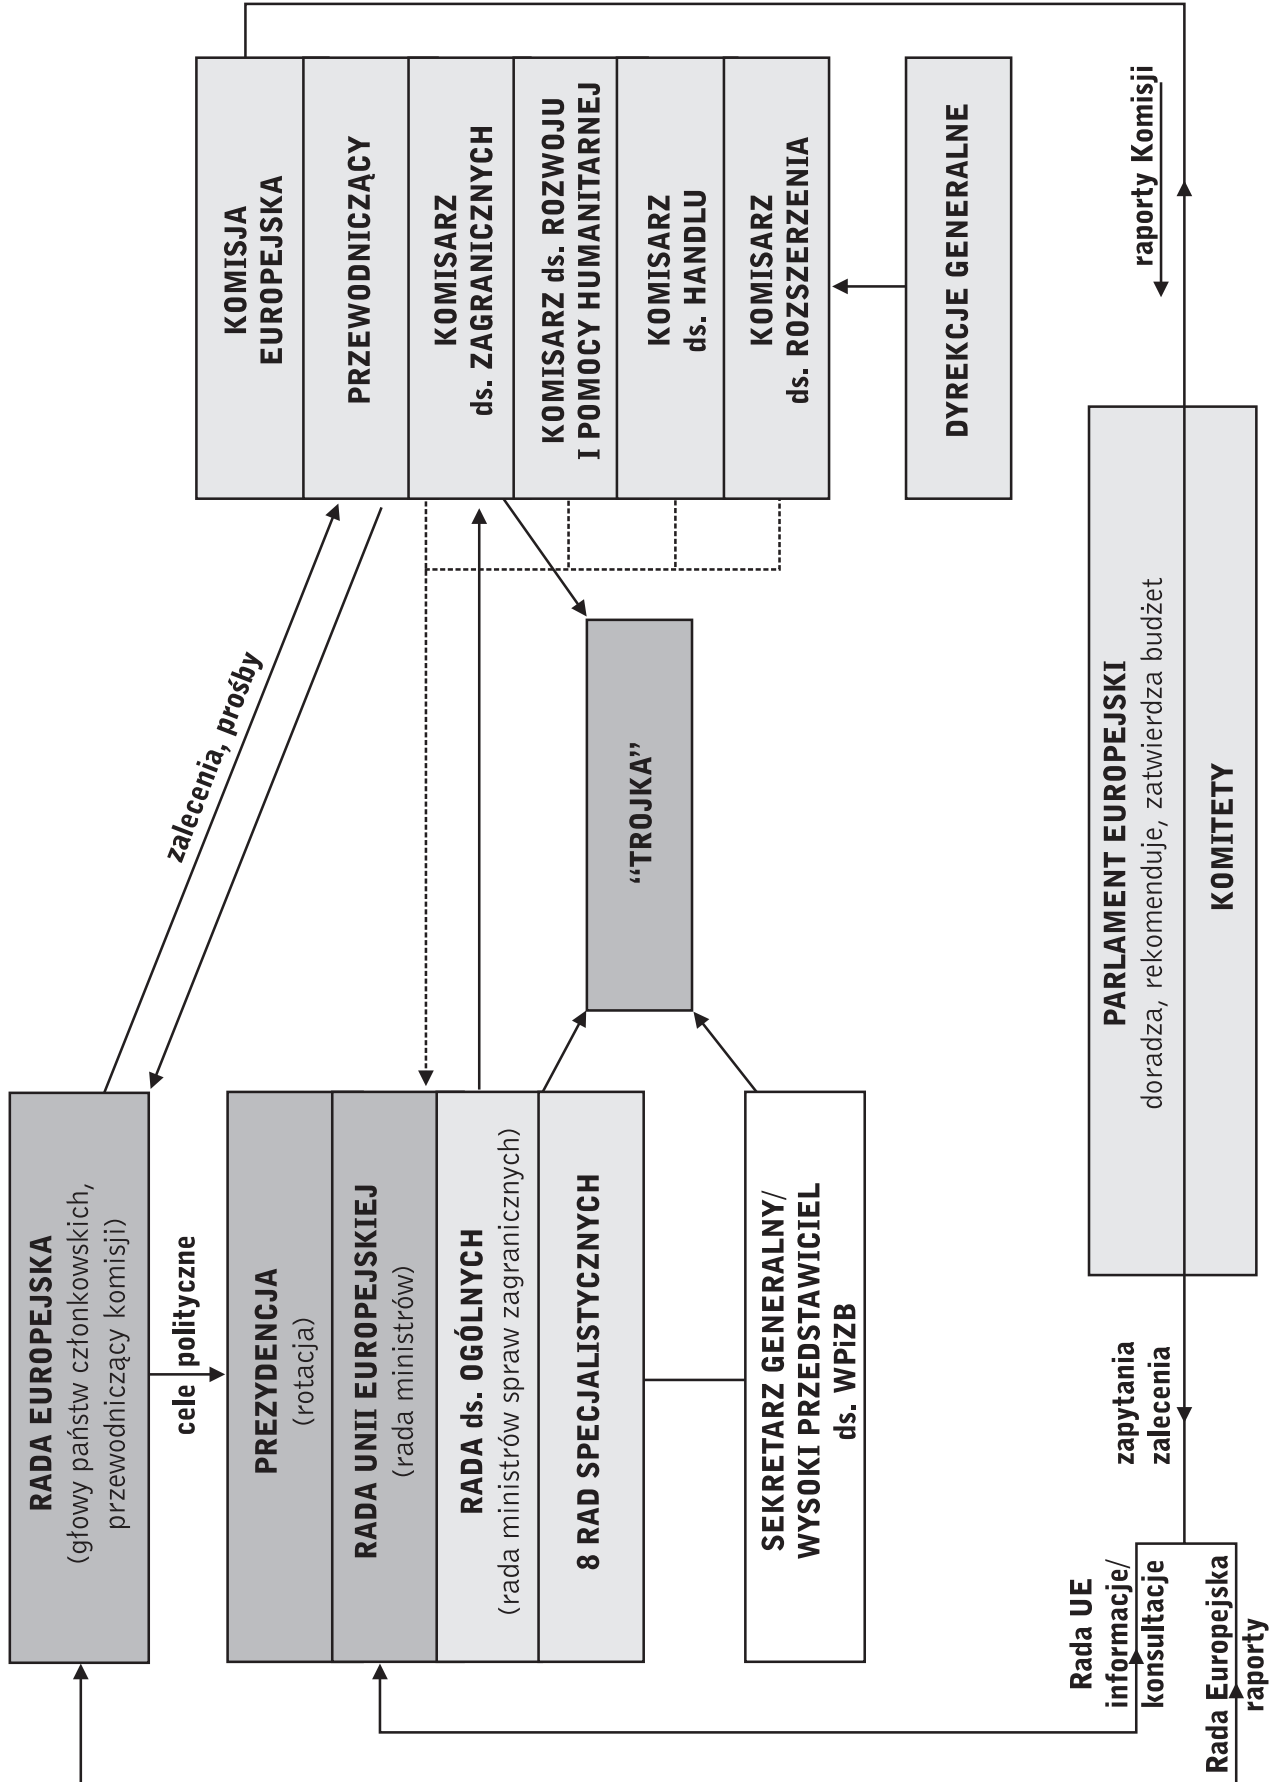 RADA EUROPEJSKA
(głowy państw członkowskich,
przewodniczący komisji)
cele polityczne
PREZYDENCJA
(rotacja)
RADA UNII EUROPEJSKIEJ
(rada ministrów)
RADA ds. OGÓLNYCH
(rada ministrów spraw zagranicznych)
8 RAD SPECJALISTYCZNYCH
SEKRETARZ GENERALNY/
WYSOKI PRZEDSTAWICIEL
ds. WPiZB
zalecenia, prośby
“TROJKA”
KOMISJA
EUROPEJSKA
PRZEWODNICZĄCY
KOMISARZ
ds. ZAGRANICZNYCH
KOMISARZ ds. ROZWOJU
I POMOCY HUMANITARNEJ
KOMISARZ
ds. HANDLU
KOMISARZ
ds. ROZSZERZENIA
DYREKCJE GENERALNE
Rada UE
informacje/
konsultacje
Rada Europejska
raporty
zapytania
zalecenia
PARLAMENT EUROPEJSKI
doradza, rekomenduje, zatwierdza budżet
KOMITETY
raporty Komisji